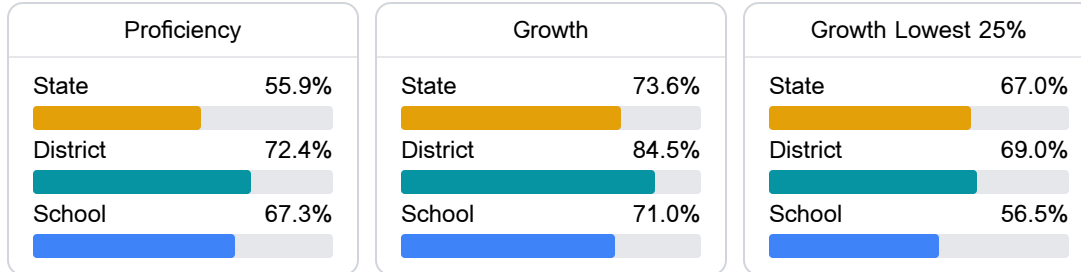 Proficiency
State 55.9%
District 72.4%
School 67.3%
Growth
State 73.6%
District 84.5%
School 71.0%
Growth Lowest 25%
State 67.0%
District 69.0%
School 56.5%